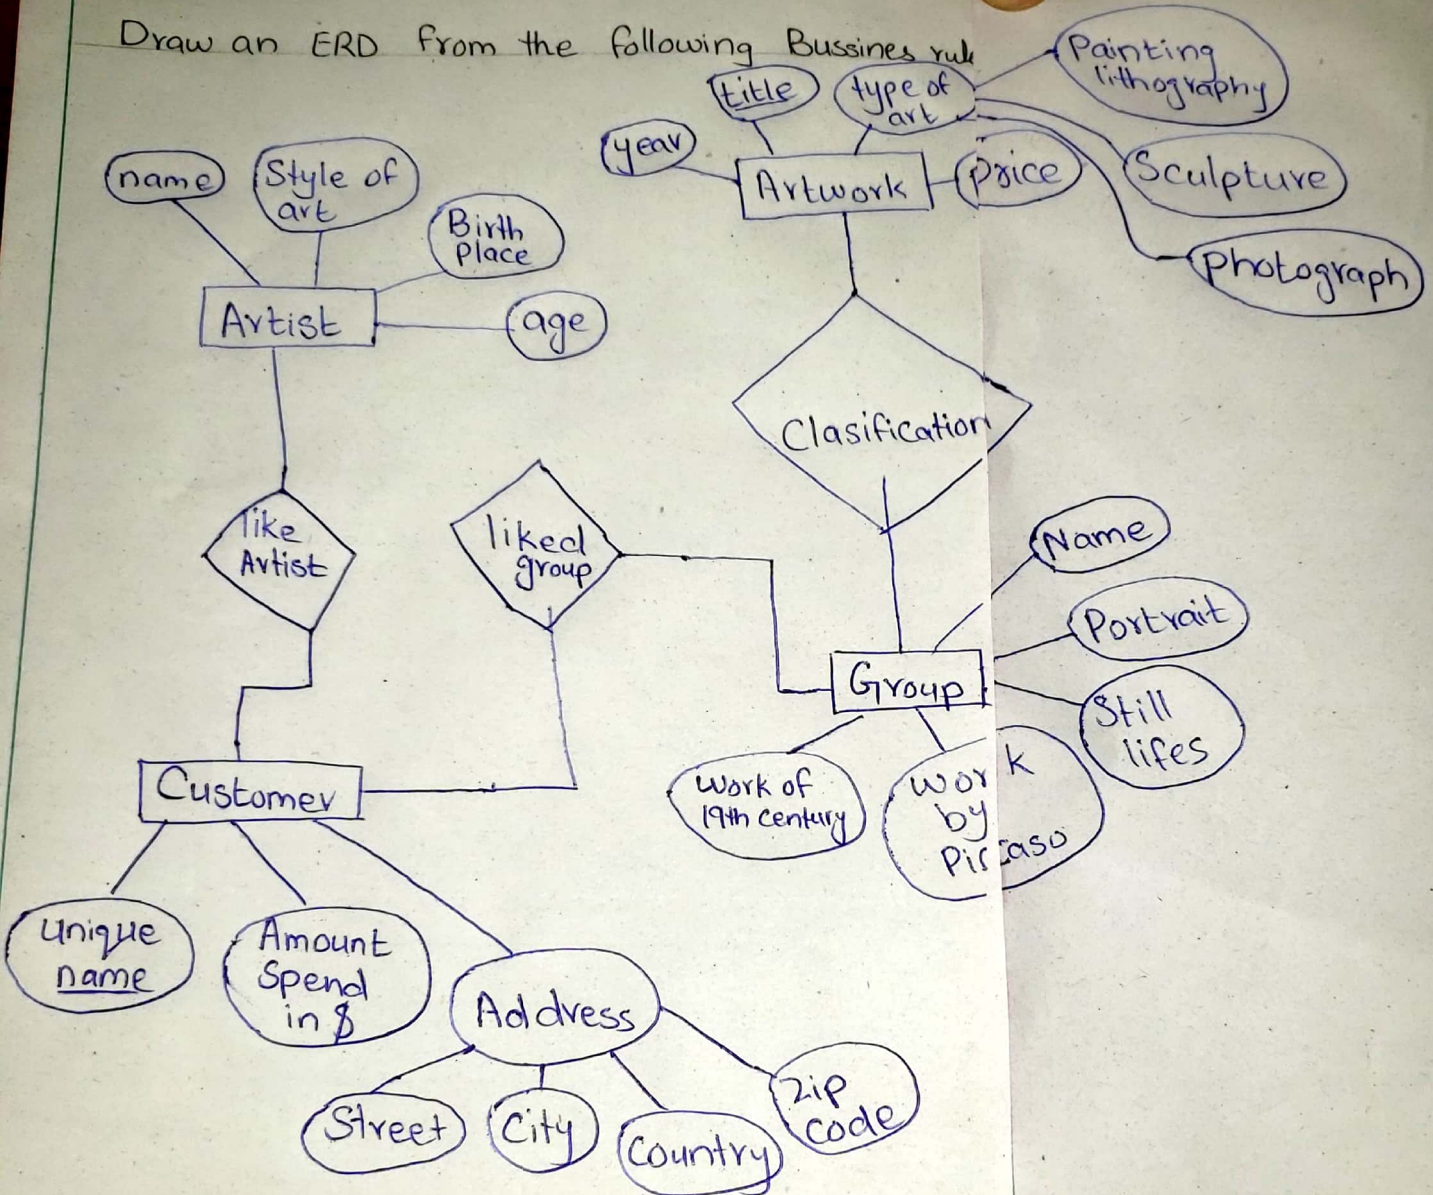 Draw an ERD from the following Bussines rule
Painting
lithography
title
type of
art
year
Artwork
price
Sculpture
photograph
name
Style of
art
Birth
Place
Artist
age
Clasification
like
Artist
liked
group
Name
Portrait
Group
Still
lifes
Work of
19th century
Work
by
Piccaso
Customer
Unique
name
Amount
Spend
in $
Address
Street
City
Country
Zip
code